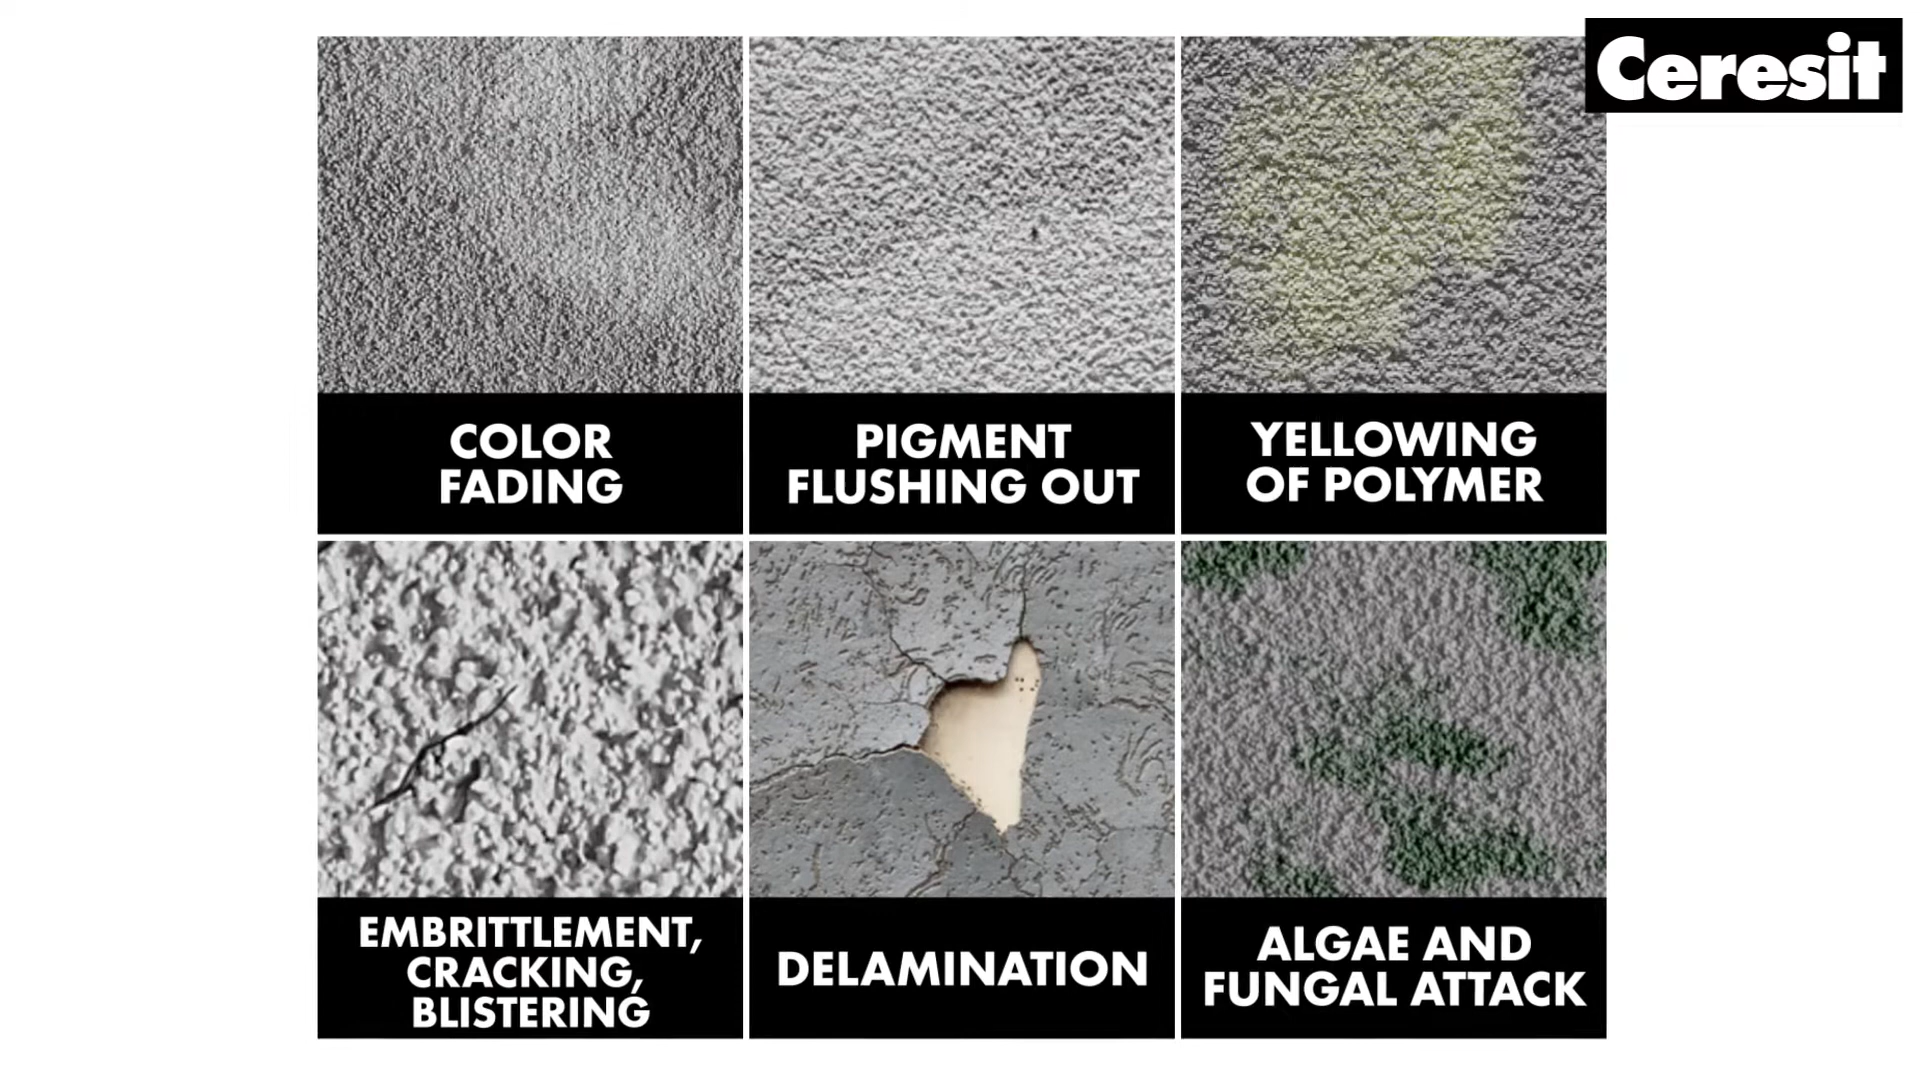 Ceresit
COLOR
FADING
PIGMENT
FLUSHING OUT
YELLOWING
OF POLYMER
EMBRITTLEMENT,
CRACKING,
BLISTERING
DELAMINATION
ALGAE AND
FUNGAL ATTACK